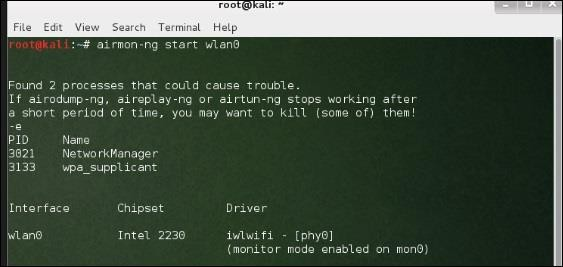 root@kali: ~
File Edit View Search Terminal Help
root@kali:~# airmon-ng start wlan0
Found 2 processes that could cause trouble.
If airodump-ng, aireplay-ng or airtun-ng stops working after
a short period of time, you may want to kill (some of) them!
-e
PID Name
3021 NetworkManager
3133 wpa_supplicant
Interface Chipset Driver
wlan0 Intel 2230 iwlwifi - [phy0]
(monitor mode enabled on mon0)